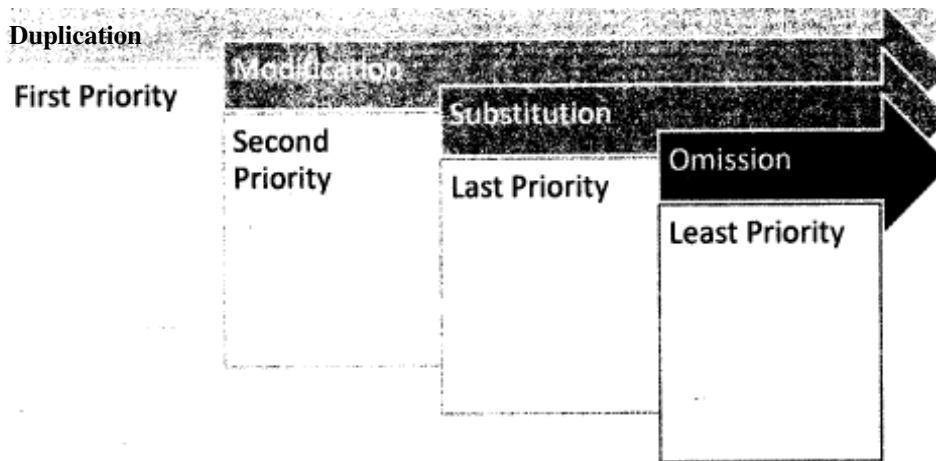 Duplication
First Priority
Modification
Second
Priority
Substitution
Last Priority
Omission
Least Priority